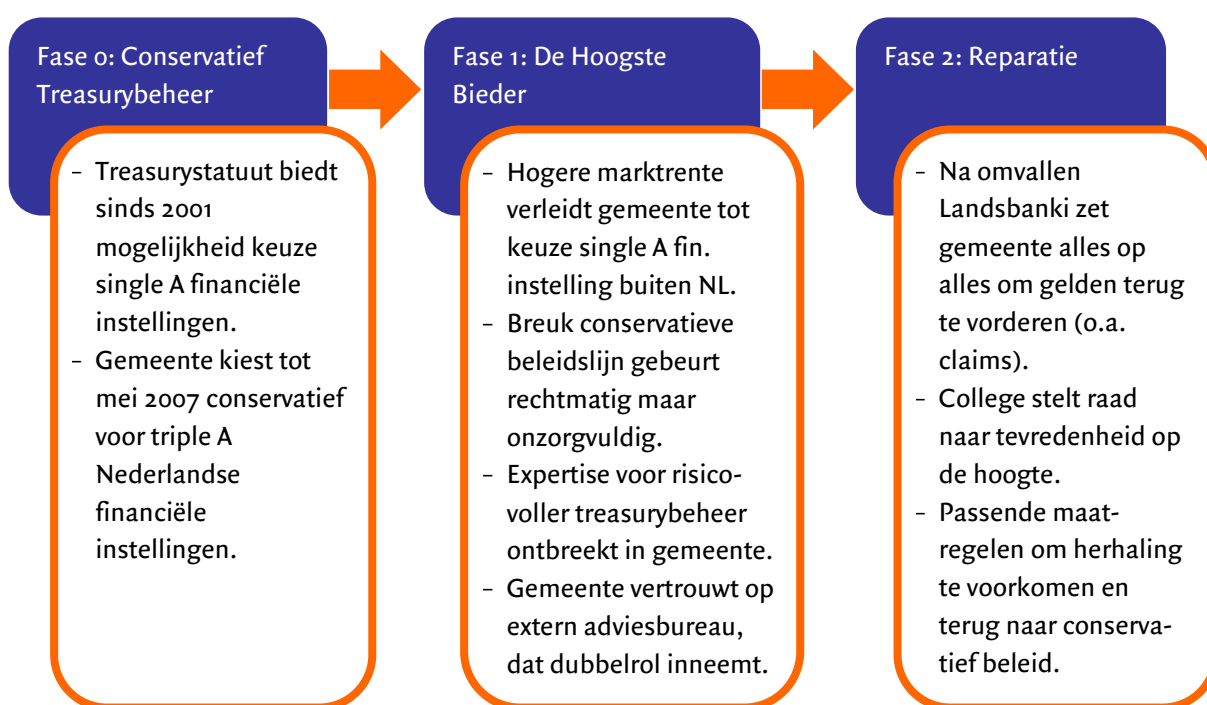 Fase 0: Conservatief
Treasurybeheer
– Treasurystatuut biedt
sinds 2001
mogelijkheid keuze
single A financiële
instellingen.
– Gemeente kiest tot
mei 2007 conservatief
voor triple A
Nederlandse
financiële
instellingen.
Fase 1: De Hoogste
Bieder
– Hogere marktrente
verleidt gemeente tot
keuze single A fin.
instelling buiten NL.
– Breuk conservatieve
beleidslijn gebeurt
rechtmatig maar
onzorgvuldig.
– Expertise voor risico-
voller treasurybeheer
ontbreekt in gemeente.
– Gemeente vertrouwt op
extern adviesbureau,
dat dubbelrol inneemt.
Fase 2: Reparatie
– Na omvallen
Landsbanki zet
gemeente alles op
alles om gelden terug
te vorderen (o.a.
claims).
– College stelt raad
naar tevredenheid op
de hoogte.
– Passende maat-
regelen om herhaling
te voorkomen en
terug naar conserva-
tief beleid.